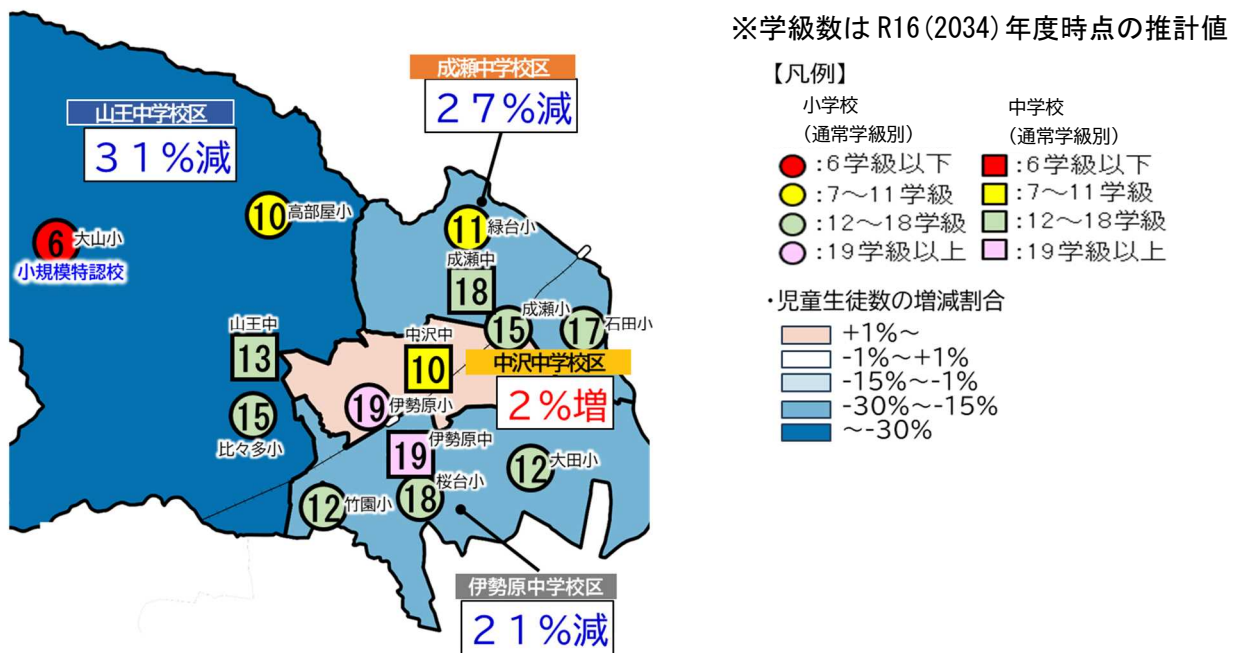 ※学級数は R16(2034)年度時点の推計値
成瀬中学校区
27%減
山王中学校区
31%減
10
高部屋小
6
大山小
小規模特認校
11
緑台小
成瀬中
18
成瀬小
15
17
石田小
山王中
13
中沢中
10
中沢中学校区
2%増
19
伊勢原小
15
比々多小
伊勢原中
19
12
大田小
桜台小
18
12
竹園小
伊勢原中学校区
21%減
【凡例】
小学校
(通常学級別)
:6学級以下
:7～11学級
:12～18学級
:19学級以上
中学校
(通常学級別)
:6学級以下
:7～11学級
:12～18学級
:19学級以上
・児童生徒数の増減割合
+1%～
-1%～+1%
-15%～-1%
-30%～-15%
～-30%